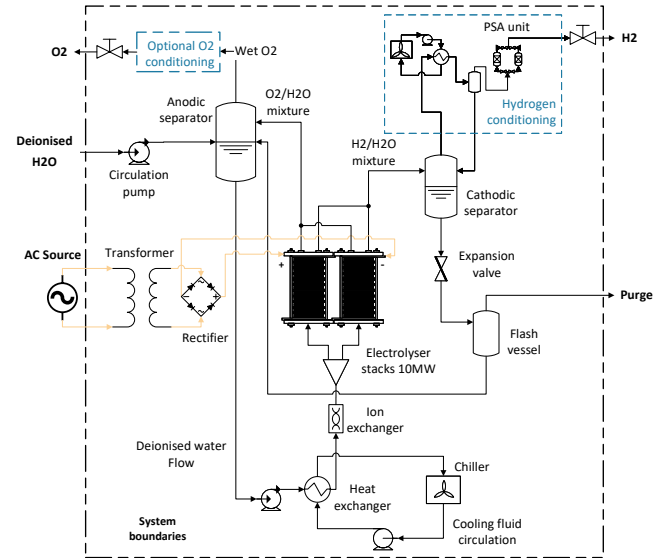 PSA unit
O2
Optional O2
conditioning
Wet O2
H2
Anodic
separator
O2/H2O
mixture
Hydrogen
conditioning
Deionised
H2O
H2/H2O
mixture
Circulation
pump
Cathodic
separator
AC Source
Transformer
Expansion
valve
+
-
-
+
Rectifier
Purge
Flash
vessel
Electrolyser
stacks 10MW
Ion
exchanger
Deionised water
Flow
Chiller
Heat
exchanger
System
boundaries
Cooling fluid
circulation